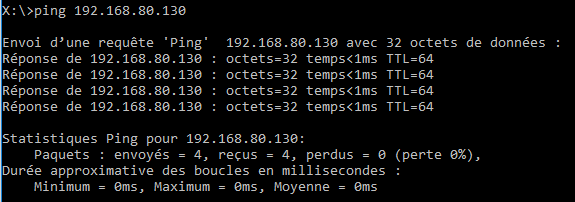 X:\>ping 192.168.80.130
Envoi d’une requête 'Ping'  192.168.80.130 avec 32 octets de données :
Réponse de 192.168.80.130 : octets=32 temps<1ms TTL=64
Réponse de 192.168.80.130 : octets=32 temps<1ms TTL=64
Réponse de 192.168.80.130 : octets=32 temps<1ms TTL=64
Réponse de 192.168.80.130 : octets=32 temps<1ms TTL=64
Statistiques Ping pour 192.168.80.130:
    Paquets : envoyés = 4, reçus = 4, perdus = 0 (perte 0%),
Durée approximative des boucles en millisecondes :
    Minimum = 0ms, Maximum = 0ms, Moyenne = 0ms